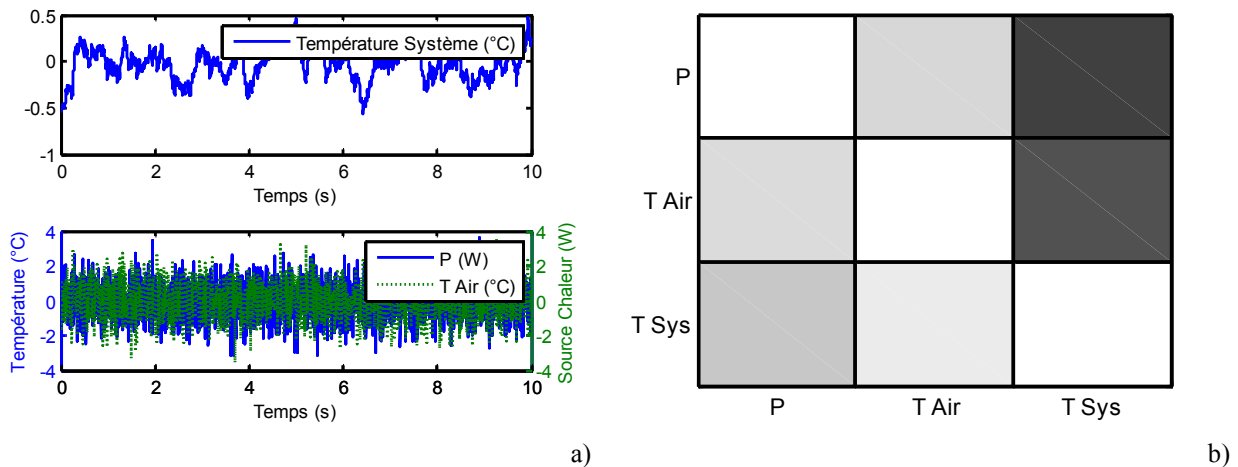 0.5
0
-0.5
-1
Température Système (°C)
0 2 4 6 8 10
Temps (s)
Température (°C)
4
2
0
-2
-4
P (W)
T Air (°C)
4
2
0
-2
-4
Source Chaleur (W)
0 2 4 6 8 10
Temps (s)
a)
P
T Air
T Sys
P T Air T Sys
b)